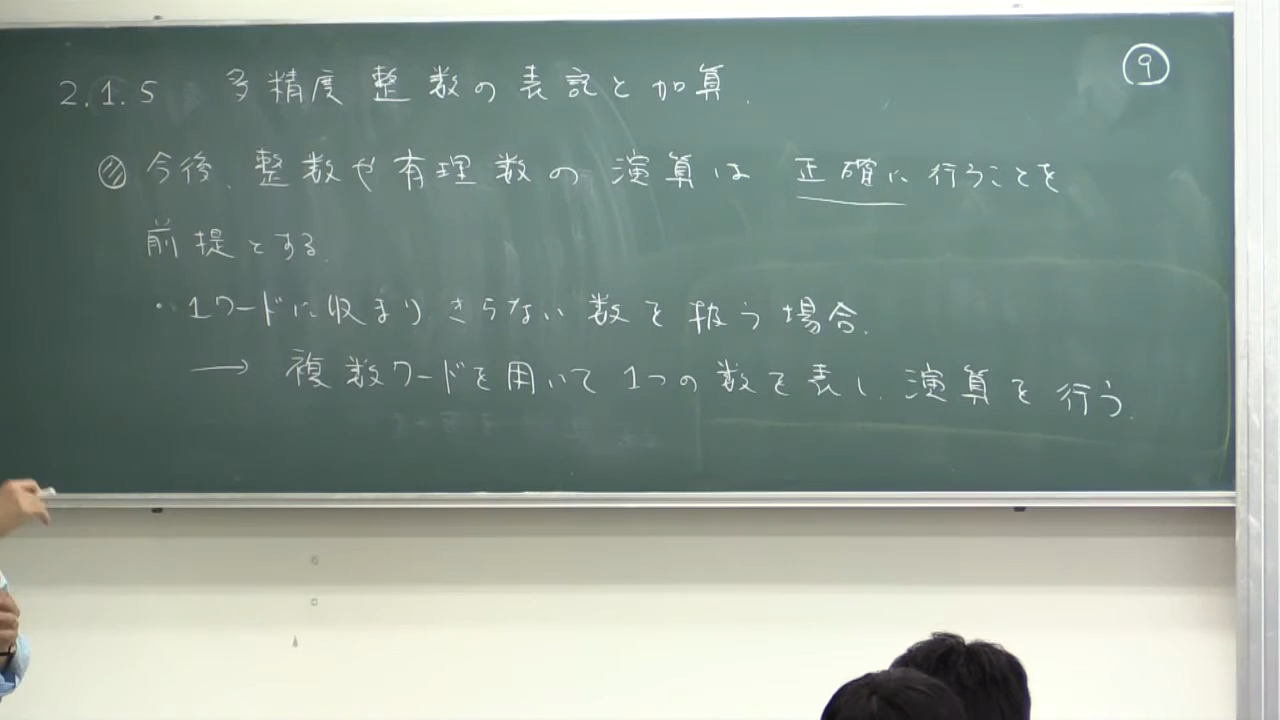 2.1.5 多精度整数の表記と加算.
⑨
今後、整数や有理数の演算は 正確に行うことを
前提とする.
・1ワードに収まりきらない数を扱う場合.
→ 複数ワードを用いて1つの数を表し、演算を行う.